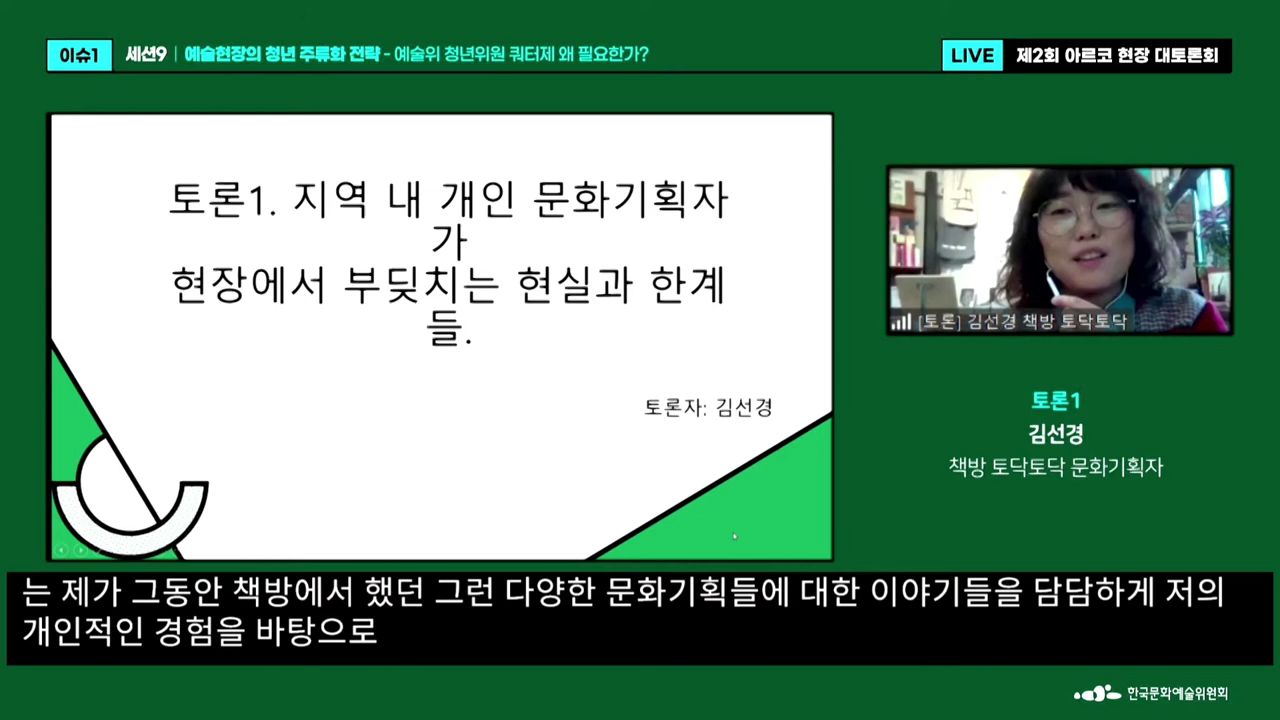 이슈1 세션9 | 예술현장의 청년 주류화 전략 - 예술위 청년위원 쿼터제 왜 필요한가?
LIVE 제2회 아르코 현장 대토론회
토론1. 지역 내 개인 문화기획자
가
현장에서 부딪치는 현실과 한계
들.
토론자: 김선경
[토론] 김선경 책방 토닥토닥
토론1
김선경
책방 토닥토닥 문화기획자
는 제가 그동안 책방에서 했던 그런 다양한 문화기획들에 대한 이야기들을 담담하게 저의
개인적인 경험을 바탕으로
한국문화예술위원회